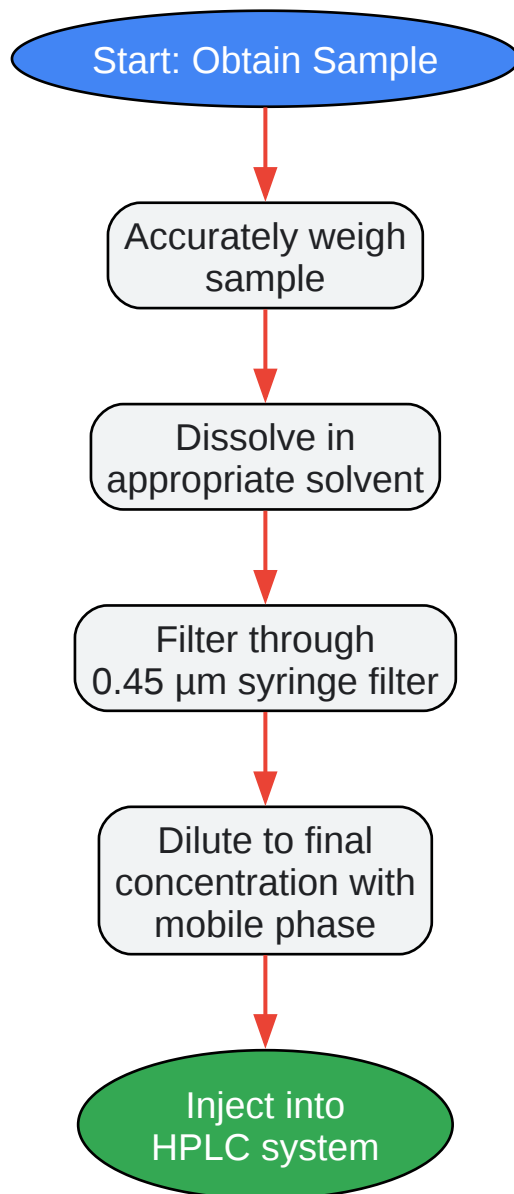 Start: Obtain Sample
Accurately weigh
sample
Dissolve in
appropriate solvent
Filter through
0.45 µm syringe filter
Dilute to final
concentration with
mobile phase
Inject into
HPLC system